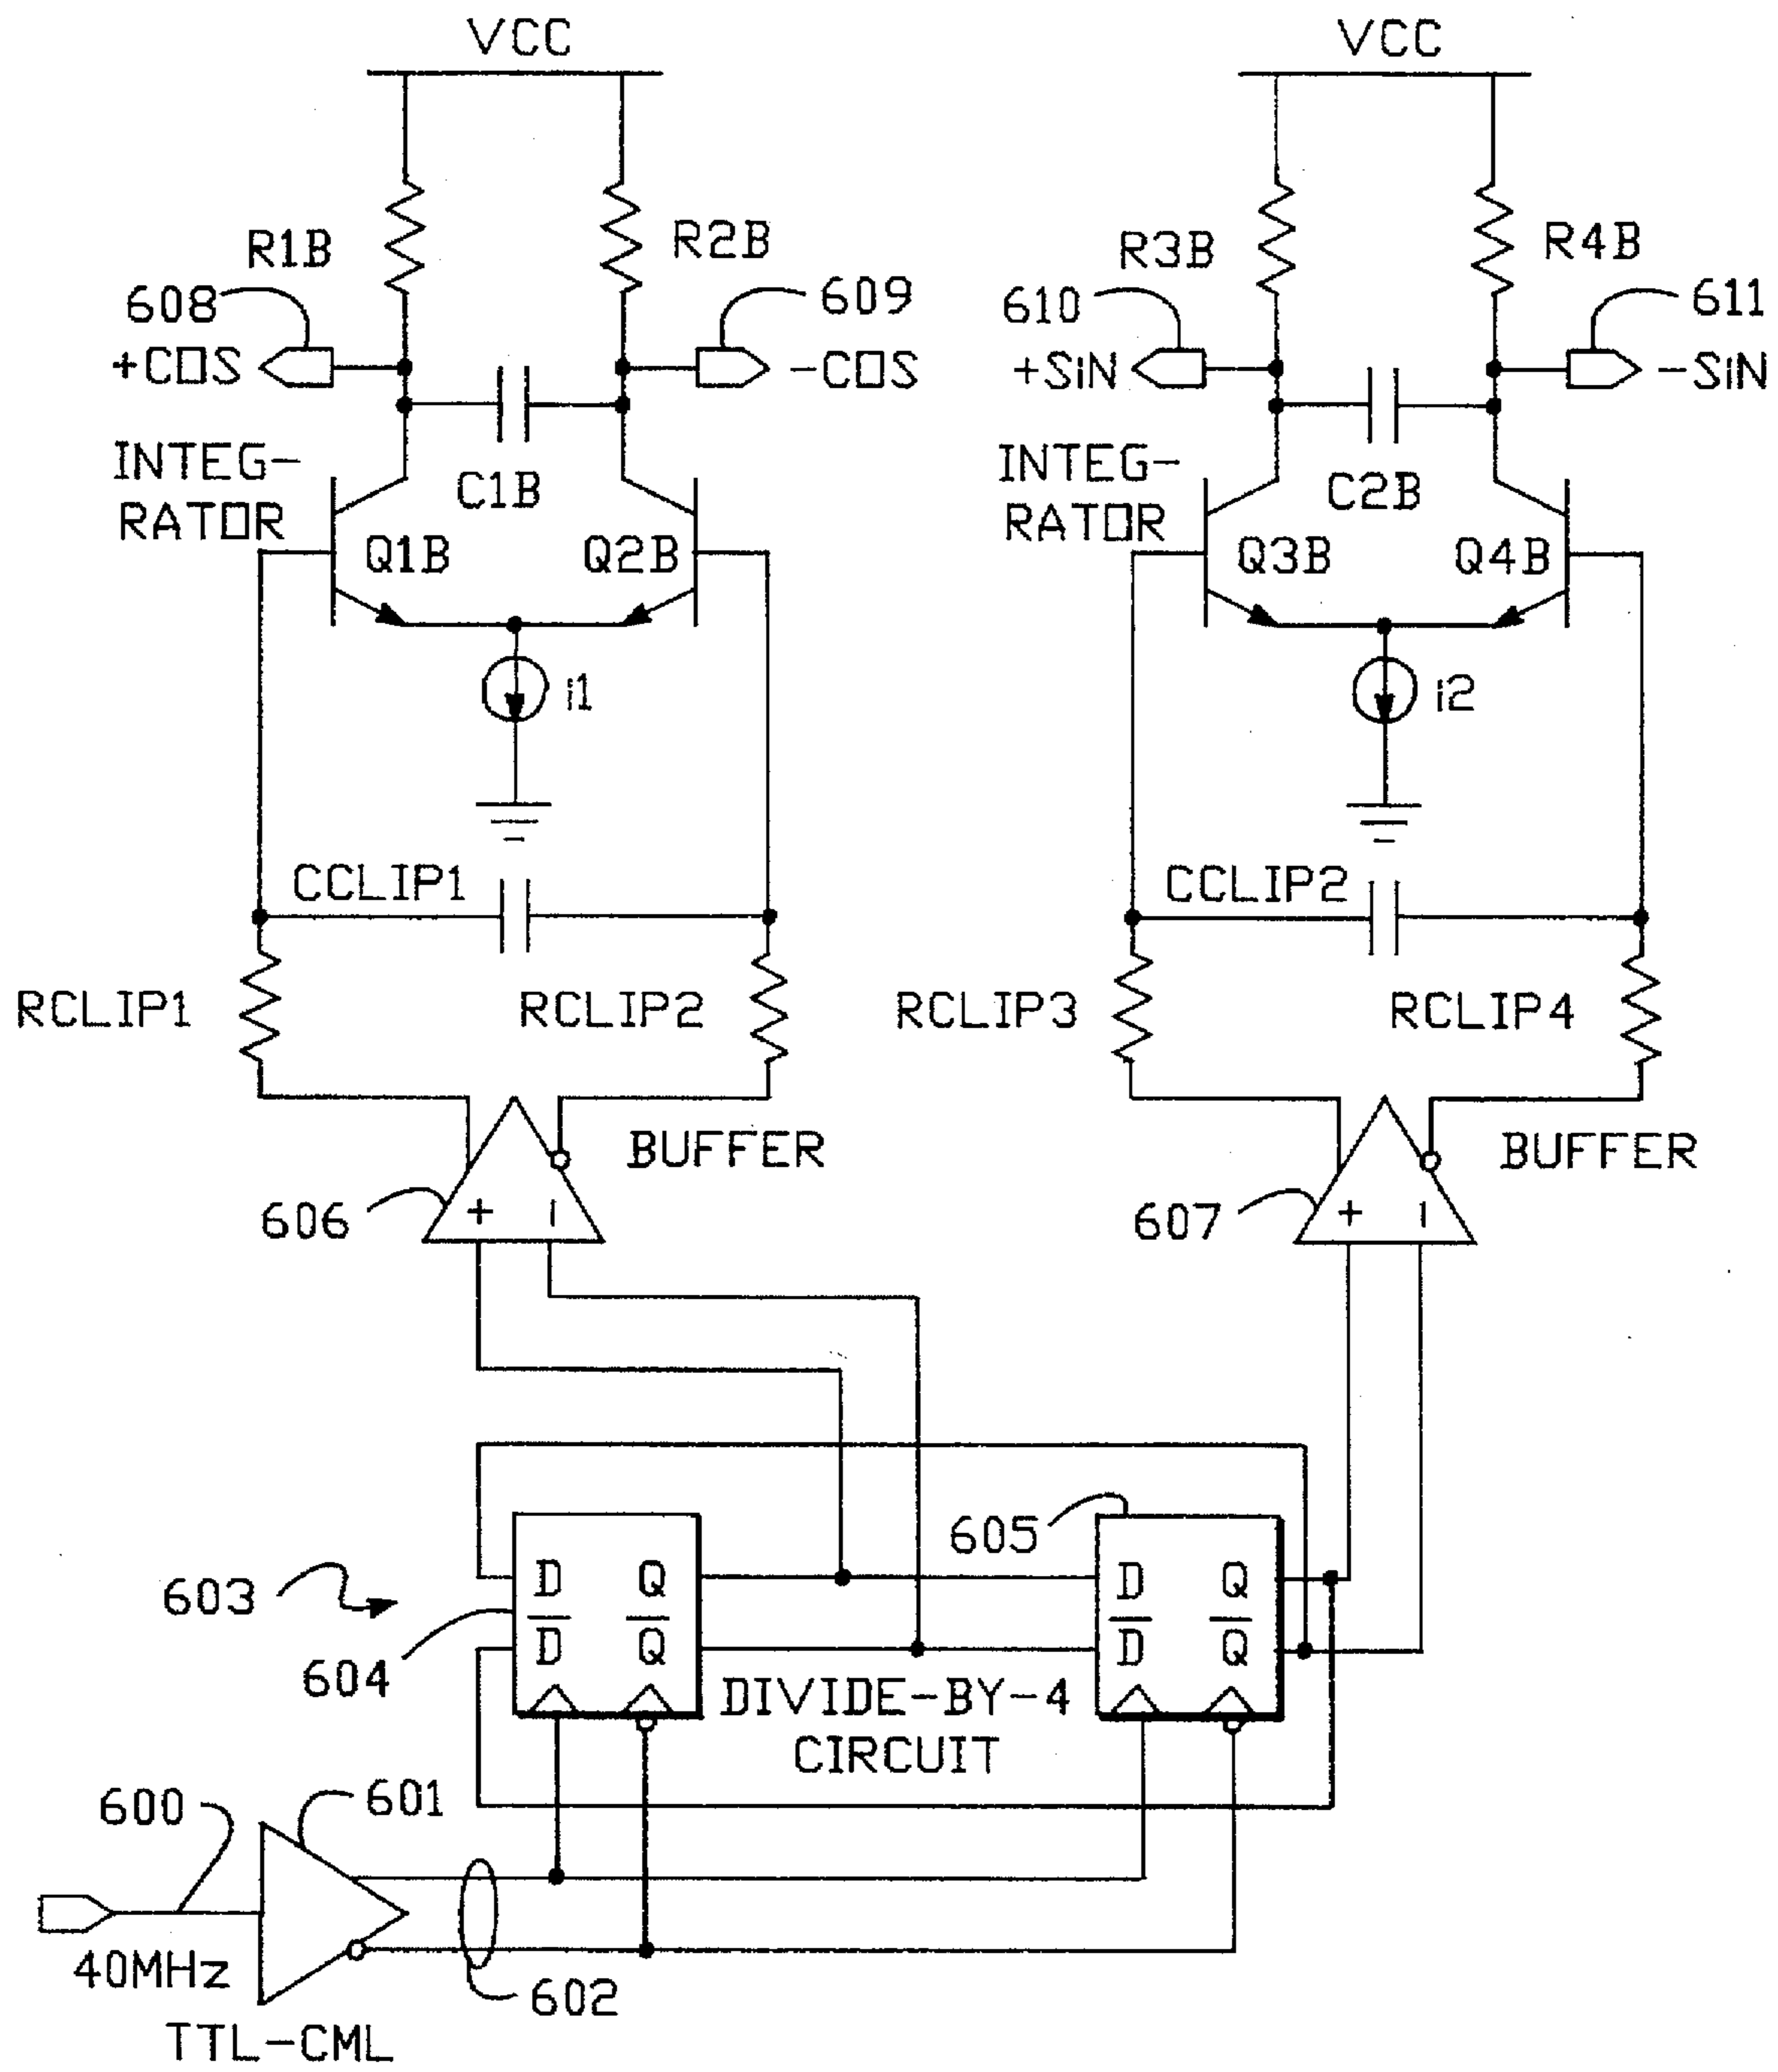 VCC
VCC
R1B
R2B
R3B
R4B
608
609
610
611
+COS
-COS
+SiN
-SiN
INTEG-
RATOR
C1B
INTEG-
RATOR
C2B
Q1B
Q2B
Q3B
Q4B
i1
i2
CCLIP1
CCLIP2
RCLIP1
RCLIP2
RCLIP3
RCLIP4
BUFFER
BUFFER
606
+ -
607
+ -
605
603
D Q
D Q
D Q
D Q
604
DIVIDE-BY-4
CIRCUIT
600
601
40MHz
602
TTL-CML